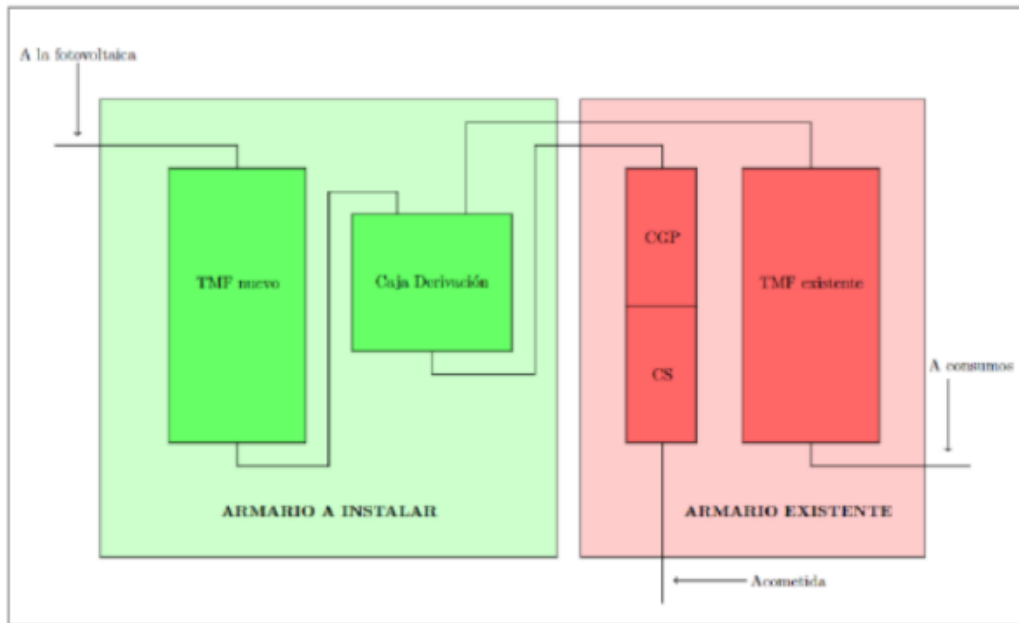 A la fotovoltaica
TMF nuevo
Caja Derivación
CGP
TMF existente
CS
A consumos
ARMARIO A INSTALAR
ARMARIO EXISTENTE
Acometida